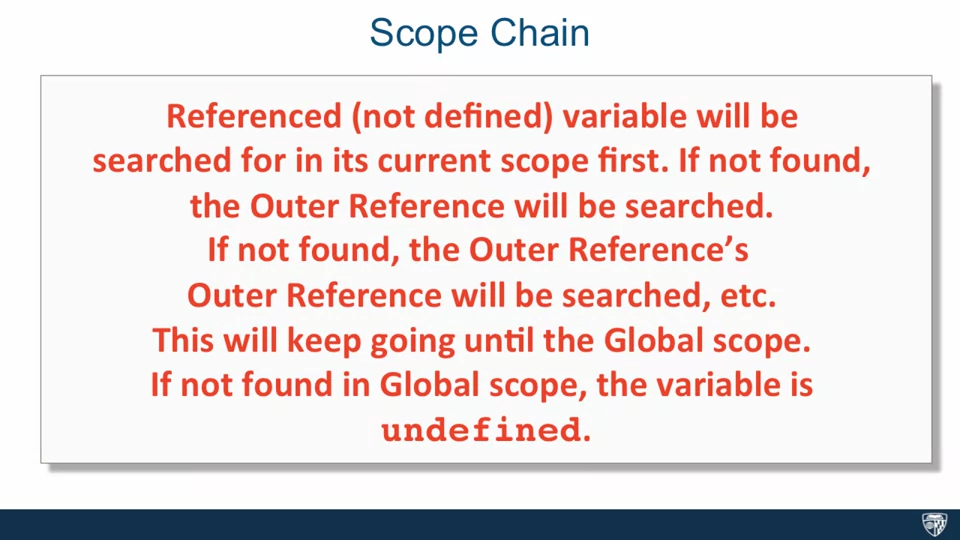 Scope Chain
Referenced (not defined) variable will be
searched for in its current scope first. If not found,
the Outer Reference will be searched.
If not found, the Outer Reference’s
Outer Reference will be searched, etc.
This will keep going until the Global scope.
If not found in Global scope, the variable is
undefined.